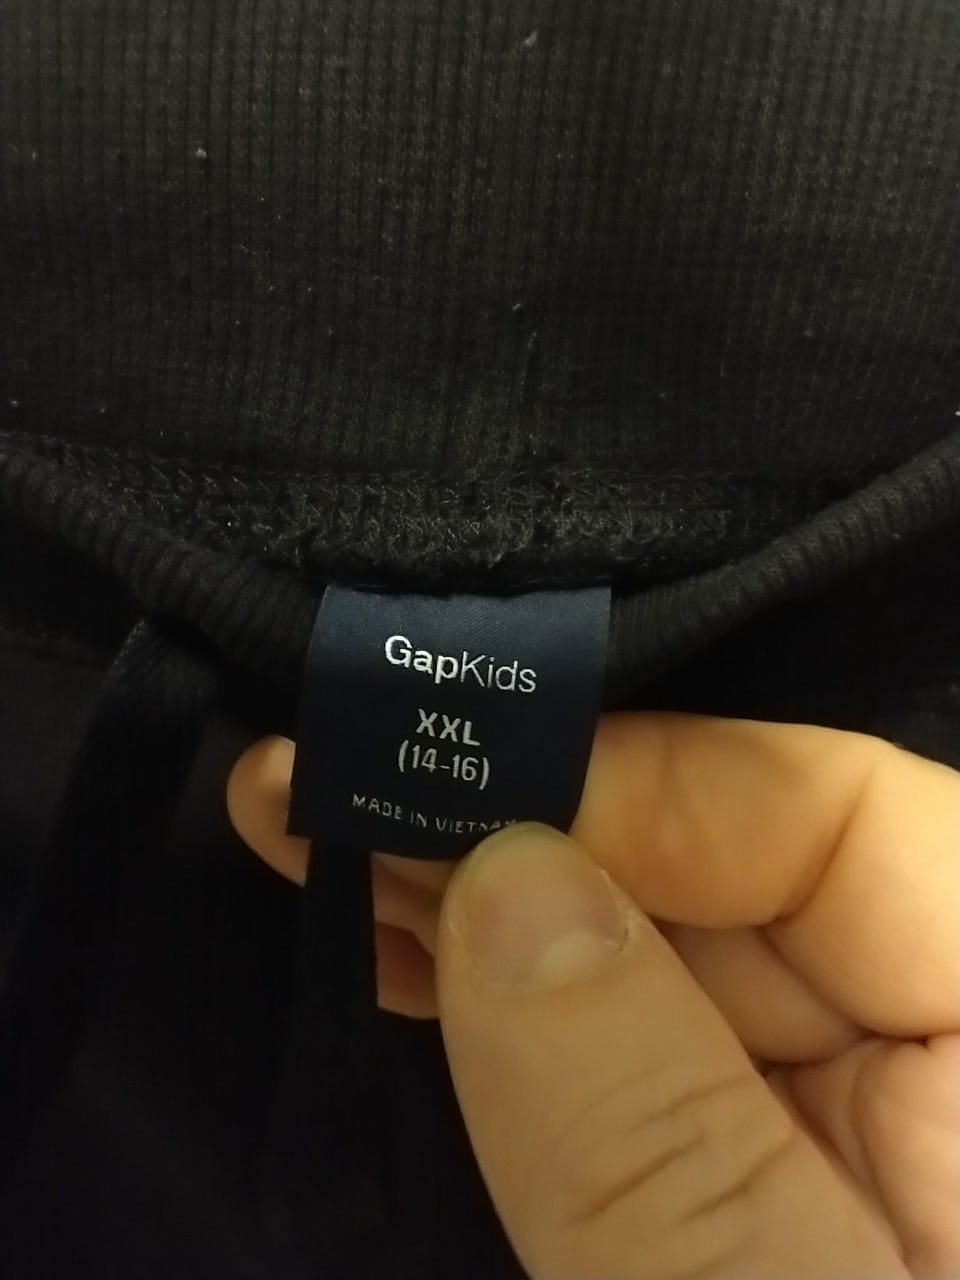 GapKids
XXL
(14-16)
MADE IN